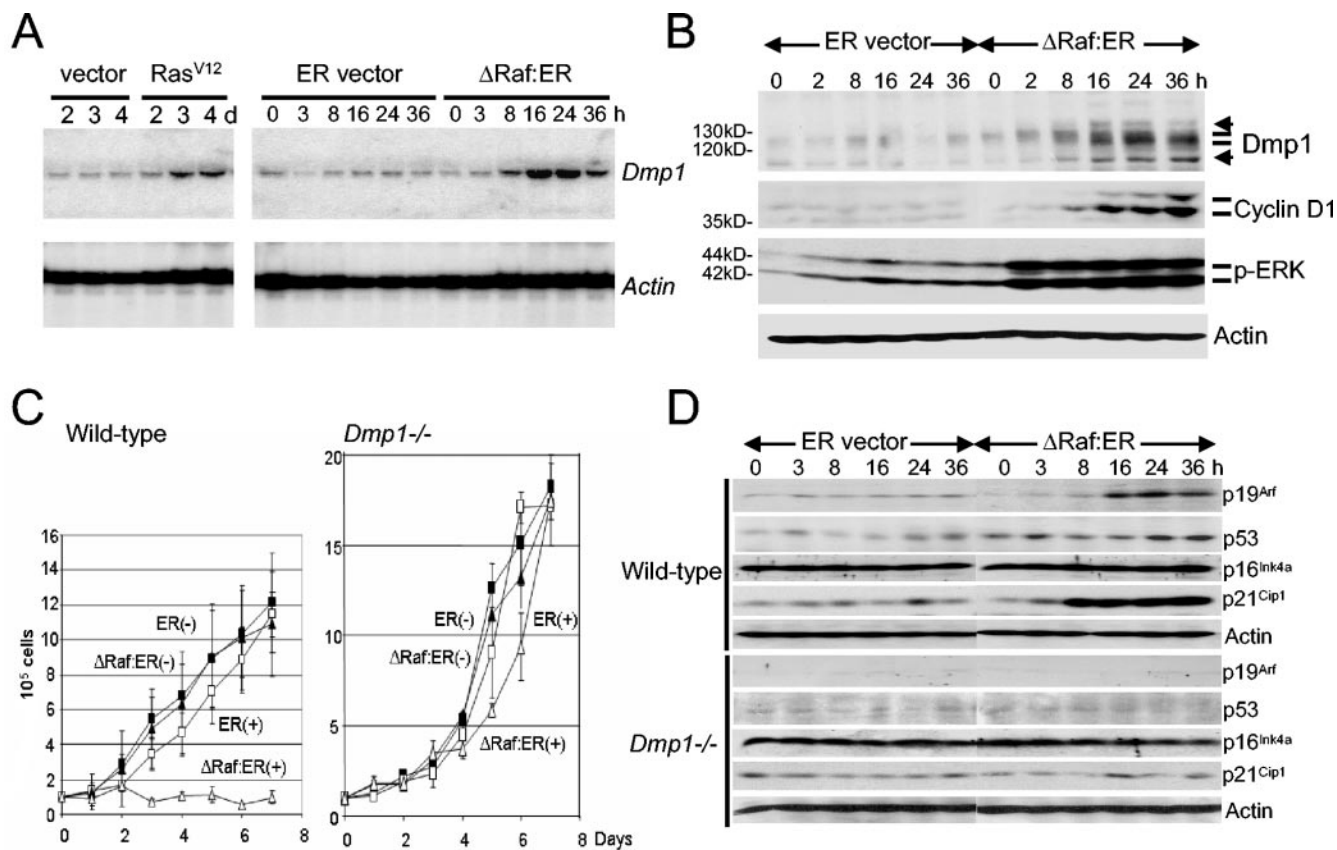 A
vector
Ras^V12
ER vector
ΔRaf:ER
2 3 4 2 3 4 d
0 3 8 16 24 36 0 3 8 16 24 36 h
Dmp1
Actin
B
ER vector
ΔRaf:ER
0 2 8 16 24 36 0 2 8 16 24 36 h
130kD-
120kD-
Dmp1
35kD-
Cyclin D1
44kD-
42kD-
p-ERK
Actin
C
Wild-type
16
14
12
10
8
6
4
2
0
10^5 cells
ER(-)
ΔRaf:ER(-)
ER(+)
ΔRaf:ER(+)
0 2 4 6 8
Dmp1-/-
20
15
10
5
0
ER(-)
ER(+)
ΔRaf:ER(-)
ΔRaf:ER(+)
0 2 4 6 8 Days
D
ER vector
ΔRaf:ER
0 3 8 16 24 36 0 3 8 16 24 36 h
Wild-type
p19^Arf
p53
p16^Ink4a
p21^Cip1
Actin
Dmp1-/-
p19^Arf
p53
p16^Ink4a
p21^Cip1
Actin